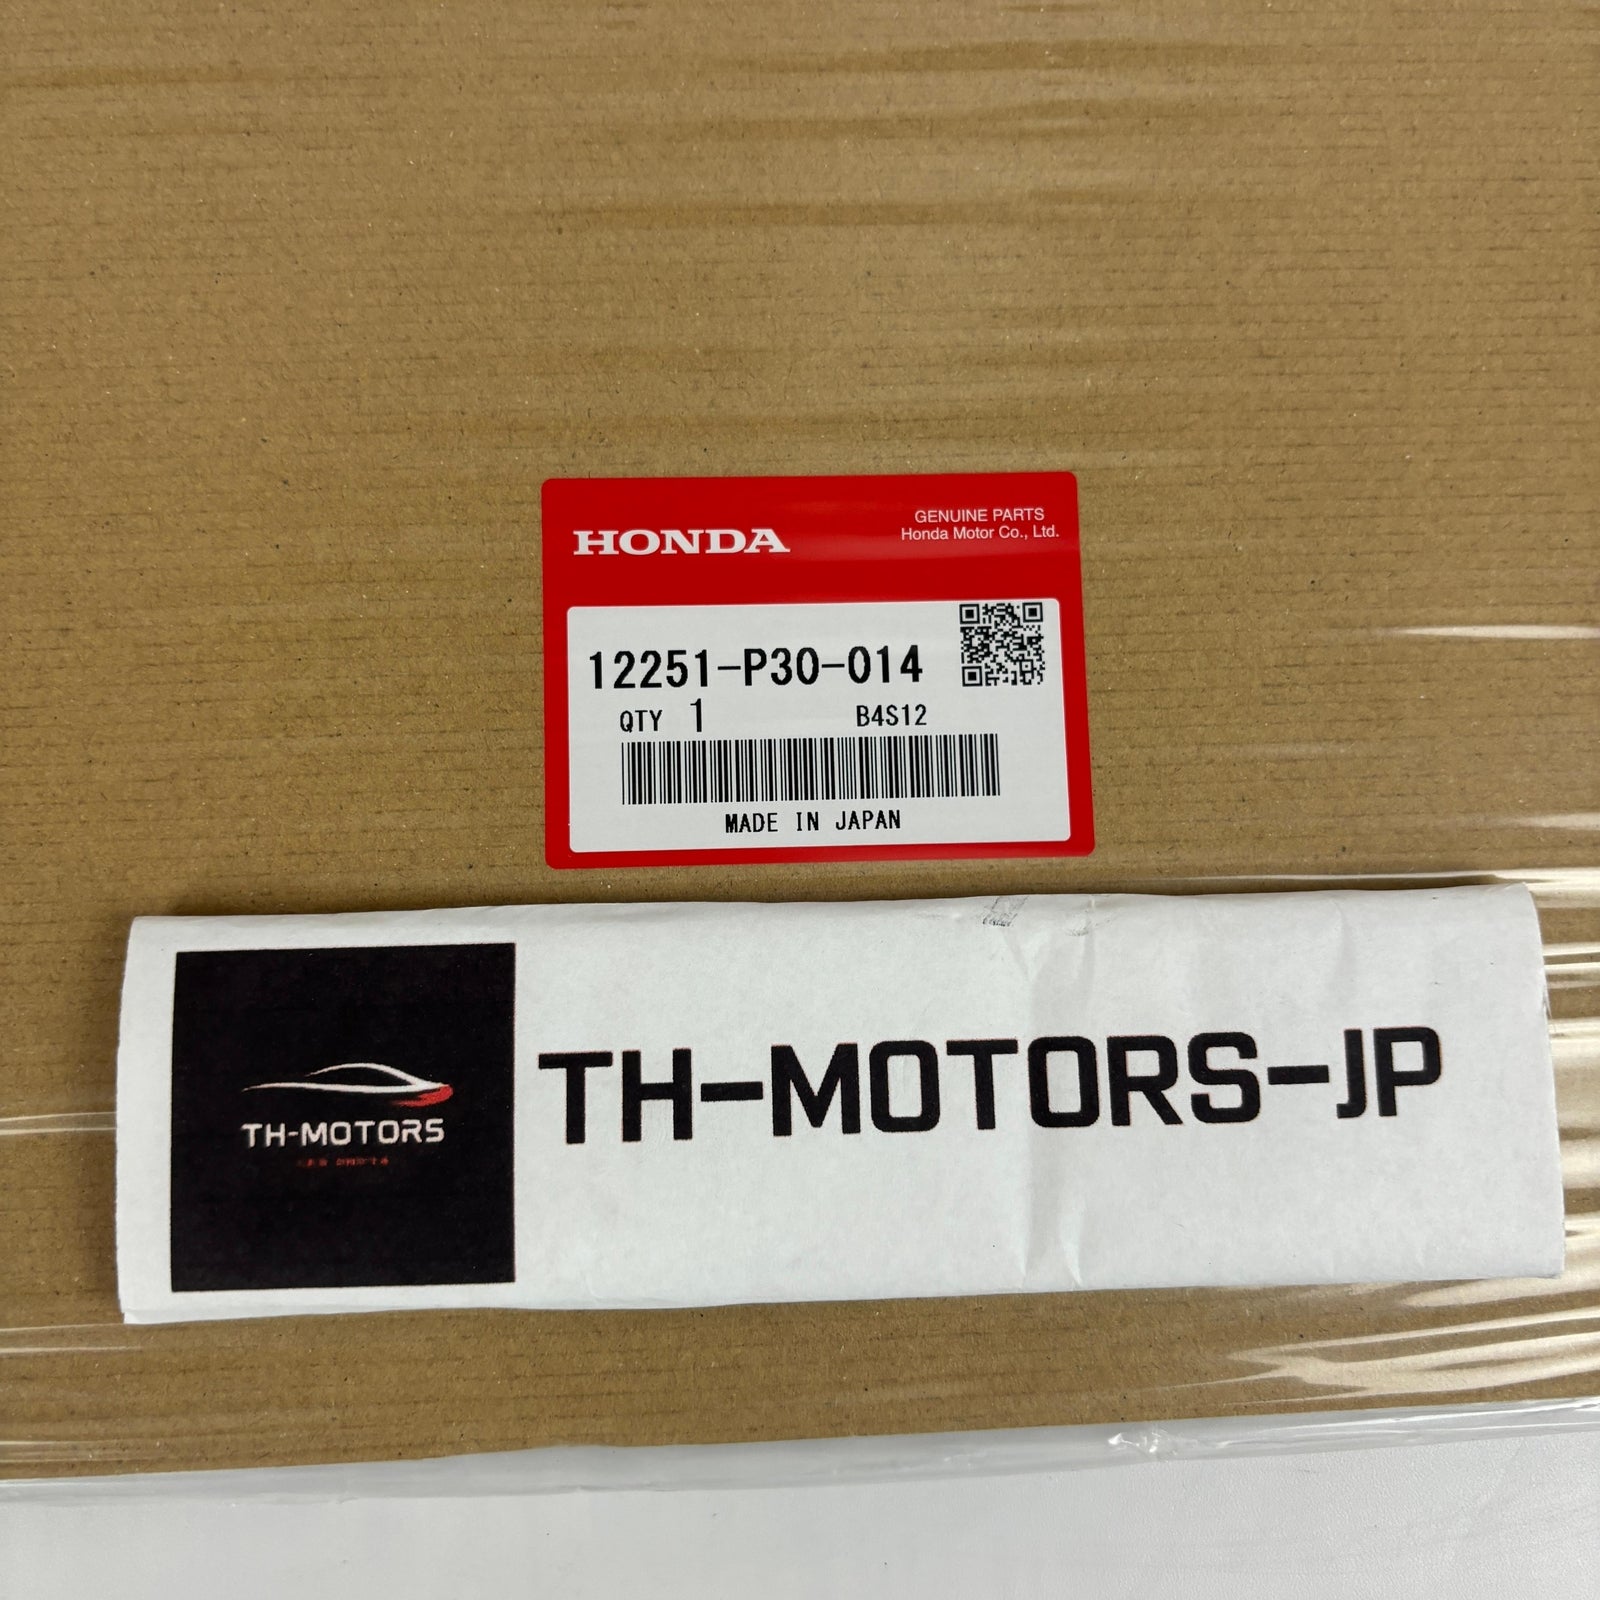 HONDA
GENUINE PARTS
Honda Motor Co., Ltd.
12251-P30-014
QTY 1 B4S12
MADE IN JAPAN
TH-MOTORS
TH-MOTORS-JP